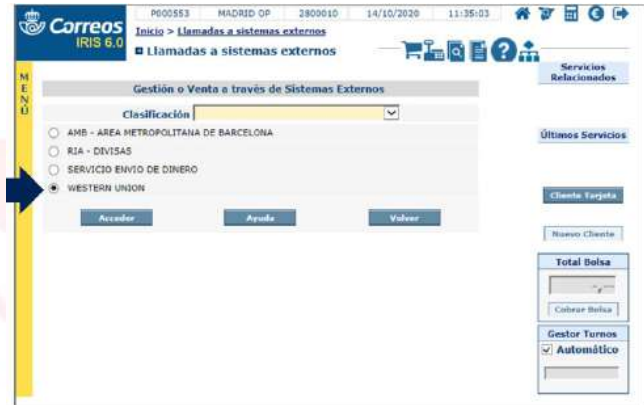 P600553 MADRID OP 2800010 14/10/2020 11:35:03
Correos
IRIS 6.0
Inicio > Llamadas a sistemas externos
Llamadas a sistemas externos
MENÚ
Servicios Relacionados
Gestión o Venta a través de Sistemas Externos
Clasificación
AMB - AREA METROPOLITANA DE BARCELONA
RIA - DIVISAS
SERVICIO ENVIO DE DINERO
WESTERN UNION
Acceder Ayuda Volver
Últimos Servicios
Cliente Tarjeta
Nuevo Cliente
Total Bolsa
-,--
Cobrar Bolsa
Gestor Turnos
Automático